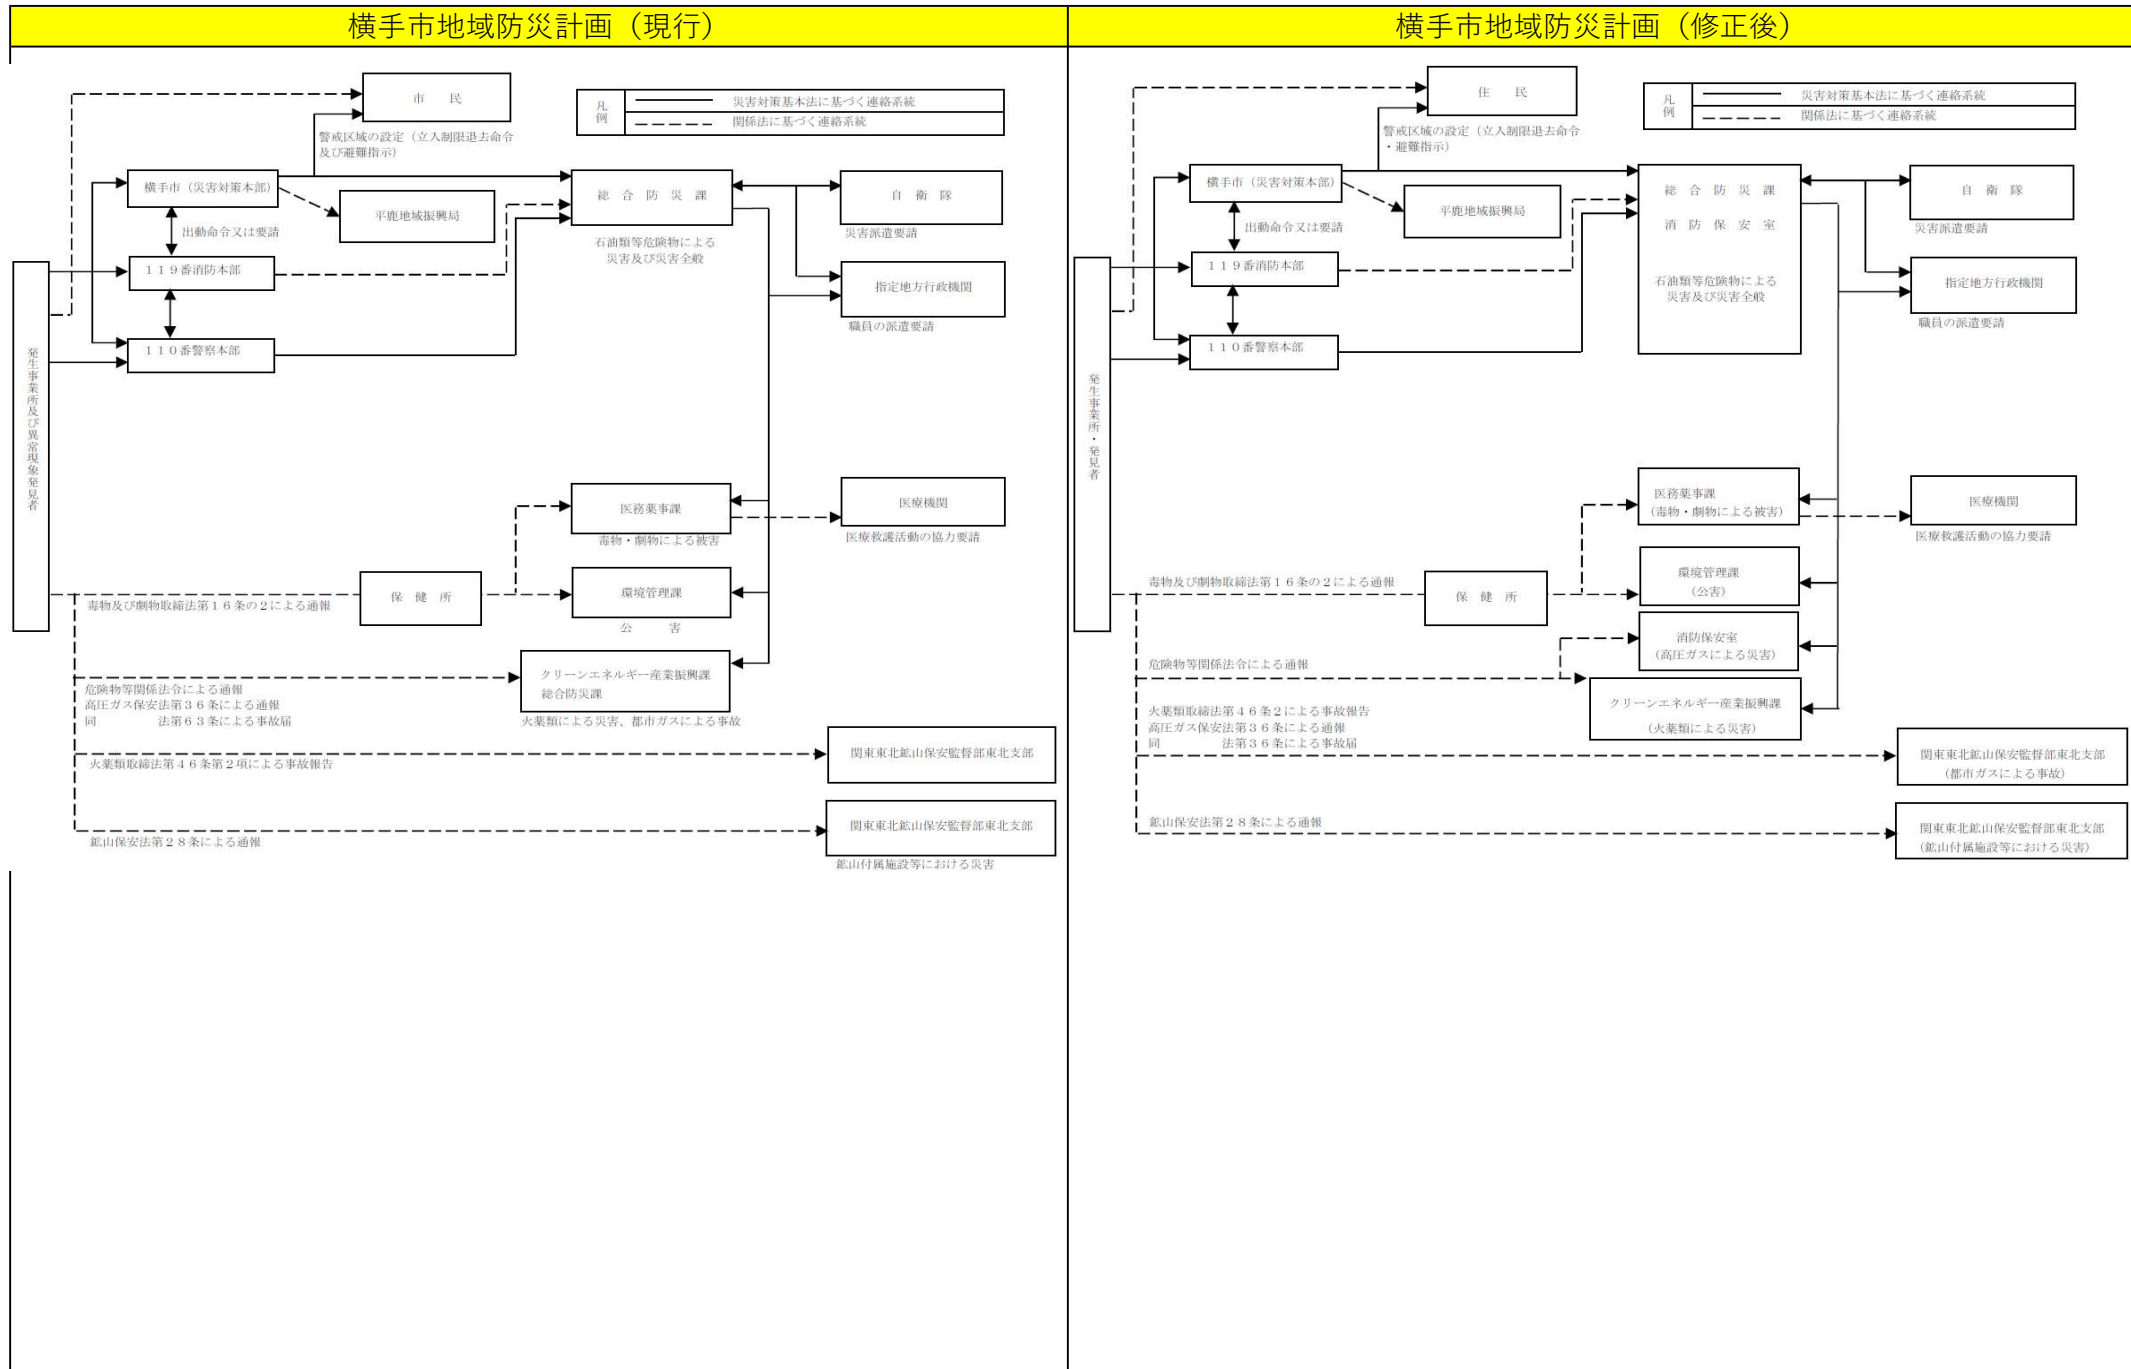 横手市地域防災計画（現行）
市　民
凡例
災害対策基本法に基づく連絡系統
関係法に基づく連絡系統
警戒区域の設定（立入制限退去命令
及び避難指示）
横手市（災害対策本部）
平鹿地域振興局
総　合　防　災　課
石油類等危険物による
災害及び災害全般
自　衛　隊
災害派遣要請
出動命令又は要請
１１９番消防本部
指定地方行政機関
職員の派遣要請
１１０番警察本部
発生事業所及び異常現象発見者
医務薬事課
毒物・劇物による被害
医療機関
医療救護活動の協力要請
毒物及び劇物取締法第１６条の２による通報
保　健　所
環境管理課
公　　害
クリーンエネルギー産業振興課
総合防災課
火薬類による災害、都市ガスによる事故
危険物等関係法令による通報
高圧ガス保安法第３６条による通報
同　　　　法第６３条による事故届
関東東北鉱山保安監督部東北支部
火薬類取締法第４６条第２項による事故報告
関東東北鉱山保安監督部東北支部
鉱山保安法第２８条による通報
鉱山付属施設等における災害
横手市地域防災計画（修正後）
住　民
凡例
災害対策基本法に基づく連絡系統
関係法に基づく連絡系統
警戒区域の設定（立入制限退去命令
・避難指示）
横手市（災害対策本部）
平鹿地域振興局
総　合　防　災　課
消　防　保　安　室
石油類等危険物による
災害及び災害全般
自　衛　隊
災害派遣要請
出動命令又は要請
１１９番消防本部
指定地方行政機関
職員の派遣要請
１１０番警察本部
発生事業所・発見者
医務薬事課
（毒物・劇物による被害）
医療機関
医療救護活動の協力要請
毒物及び劇物取締法第１６条の２による通報
保　健　所
環境管理課
（公害）
消防保安室
（高圧ガスによる災害）
危険物等関係法令による通報
クリーンエネルギー産業振興課
（火薬類による災害）
火薬類取締法第４６条２による事故報告
高圧ガス保安法第３６条による通報
同　　　　法第３６条による事故届
関東東北鉱山保安監督部東北支部
（都市ガスによる事故）
鉱山保安法第２８条による通報
関東東北鉱山保安監督部東北支部
（鉱山付属施設等における災害）